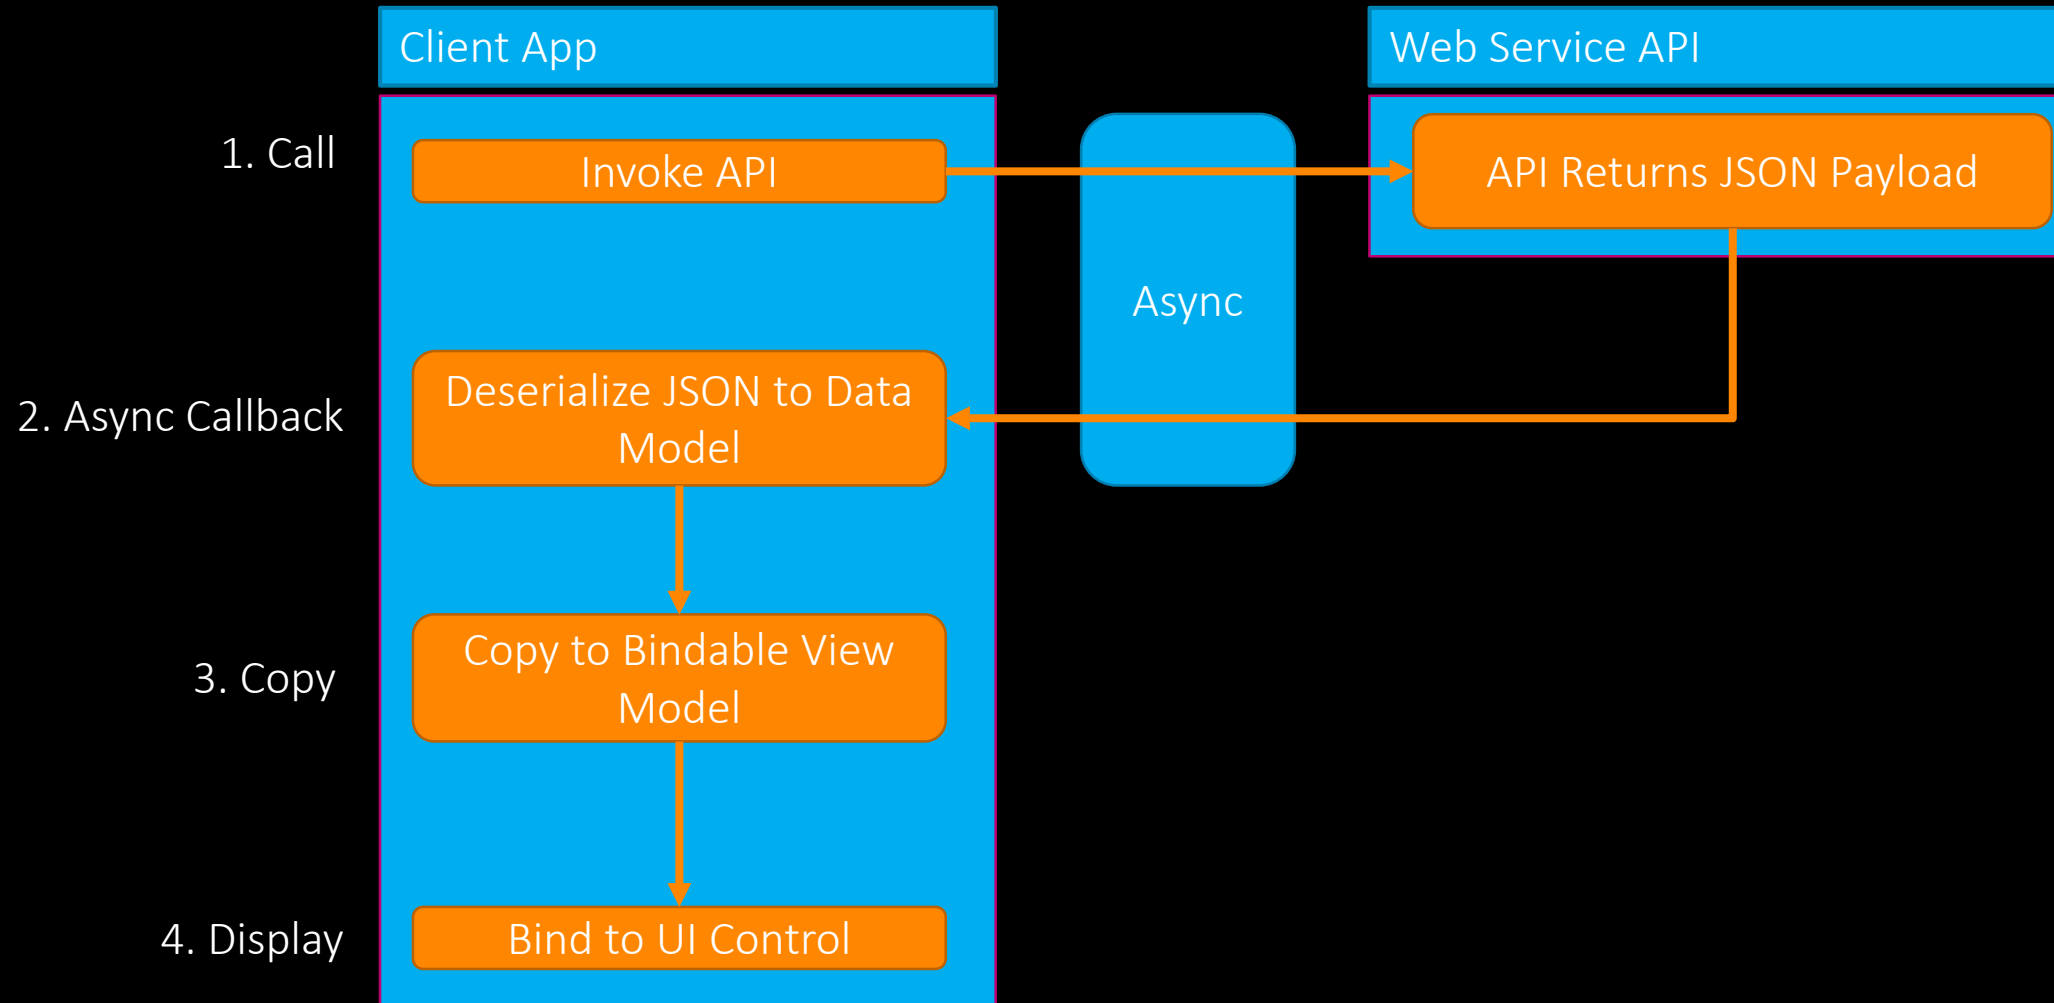 Client App
Web Service API
1. Call
Invoke API
API Returns JSON Payload
Async
2. Async Callback
Deserialize JSON to Data
Model
3. Copy
Copy to Bindable View
Model
4. Display
Bind to UI Control